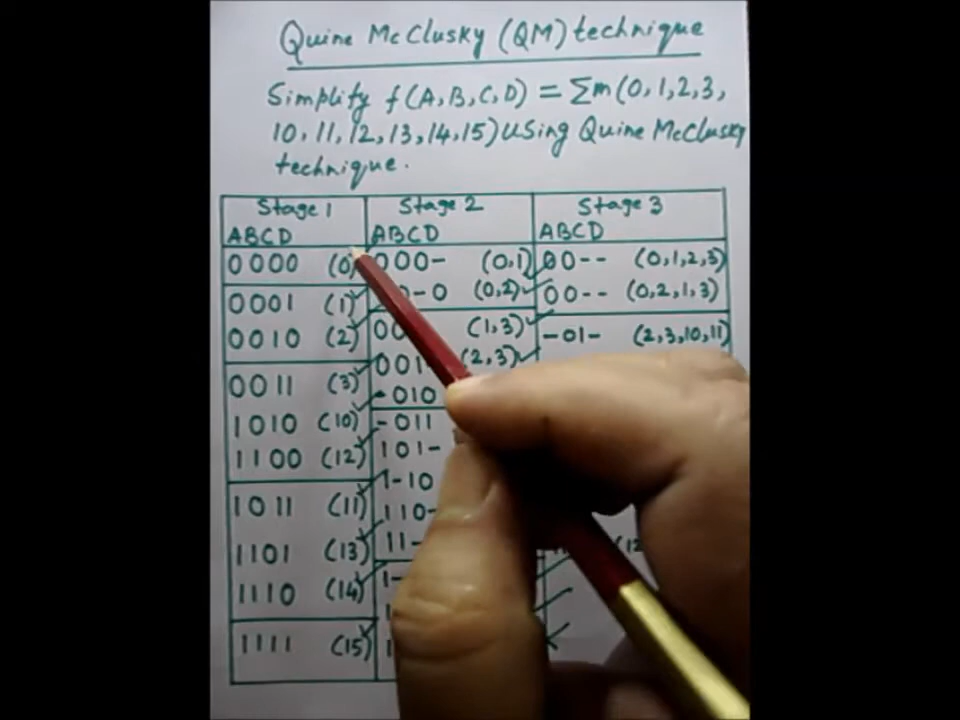 Quine McClusky (QM) technique
Simplify f(A,B,C,D) = Σm(0,1,2,3,
10,11,12,13,14,15) using Quine McClusky
technique.
Stage 1 Stage 2 Stage 3
ABCD ABCD ABCD
0000 (0) 000- (0,1) 00-- (0,1,2,3)
0001 (1) -0 (0,2) 00-- (0,2,1,3)
0010 (2) 00 (1,3) -01- (2,3,10,11)
0011 (3) 001- (2,3)
1010 (10) -010
1100 (12) -011
1011 (11) 101-
1101 (13) 1-10
1110 (14) 110-
1111 (15) 11-